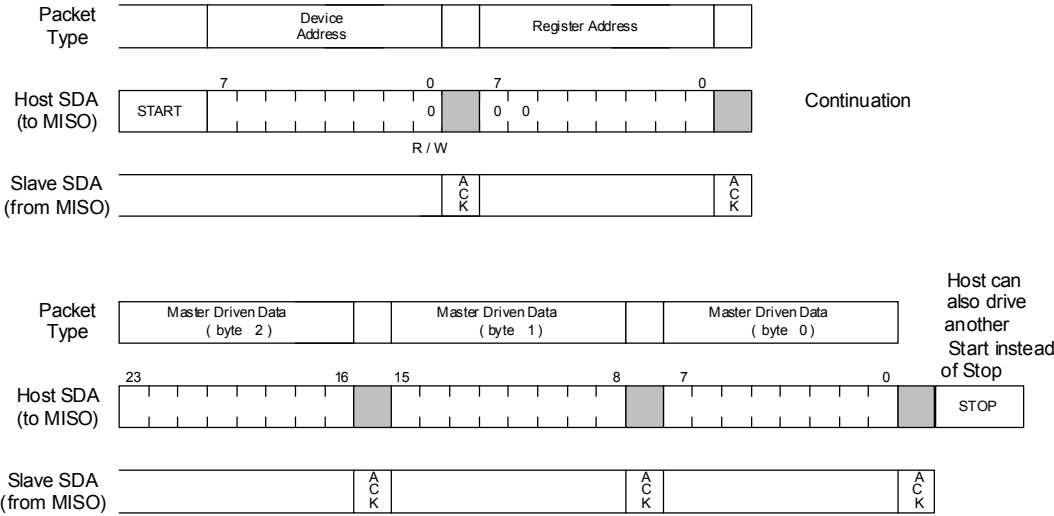 Packet
Type
Device
Address
Register Address
7 0 7 0
Host SDA
(to MISO)
START
0 0 0
Continuation
R / W
Slave SDA
(from MISO)
A
C
K
A
C
K
Host can
also drive
another
Start instead
of Stop
Packet
Type
Master Driven Data
( byte 2 )
Master Driven Data
( byte 1 )
Master Driven Data
( byte 0 )
23 16 15 8 7 0
Host SDA
(to MISO)
STOP
Slave SDA
(from MISO)
A
C
K
A
C
K
A
C
K